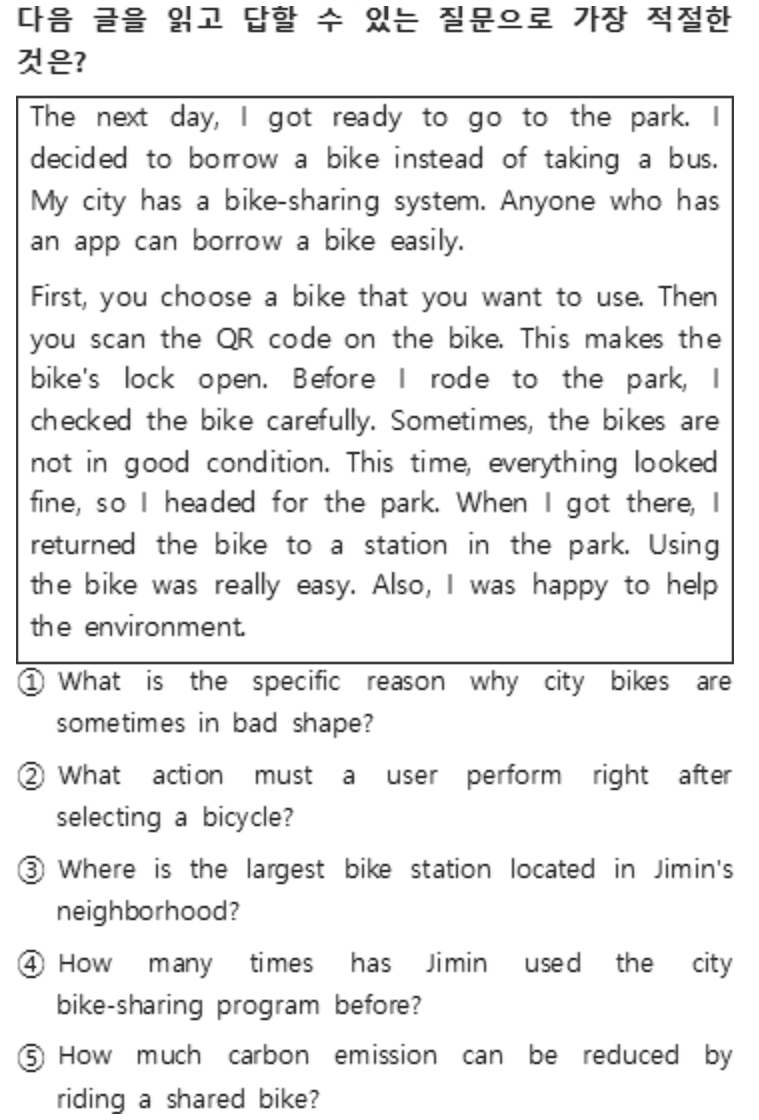 다음 글을 읽고 답할 수 있는 질문으로 가장 적절한
것은?
The next day, I got ready to go to the park. I
decided to borrow a bike instead of taking a bus.
My city has a bike-sharing system. Anyone who has
an app can borrow a bike easily.
First, you choose a bike that you want to use. Then
you scan the QR code on the bike. This makes the
bike's lock open. Before I rode to the park, I
checked the bike carefully. Sometimes, the bikes are
not in good condition. This time, everything looked
fine, so I headed for the park. When I got there, I
returned the bike to a station in the park. Using
the bike was really easy. Also, I was happy to help
the environment.
① What is the specific reason why city bikes are
sometimes in bad shape?
② What action must a user perform right after
selecting a bicycle?
③ Where is the largest bike station located in Jimin's
neighborhood?
④ How many times has Jimin used the city
bike-sharing program before?
⑤ How much carbon emission can be reduced by
riding a shared bike?